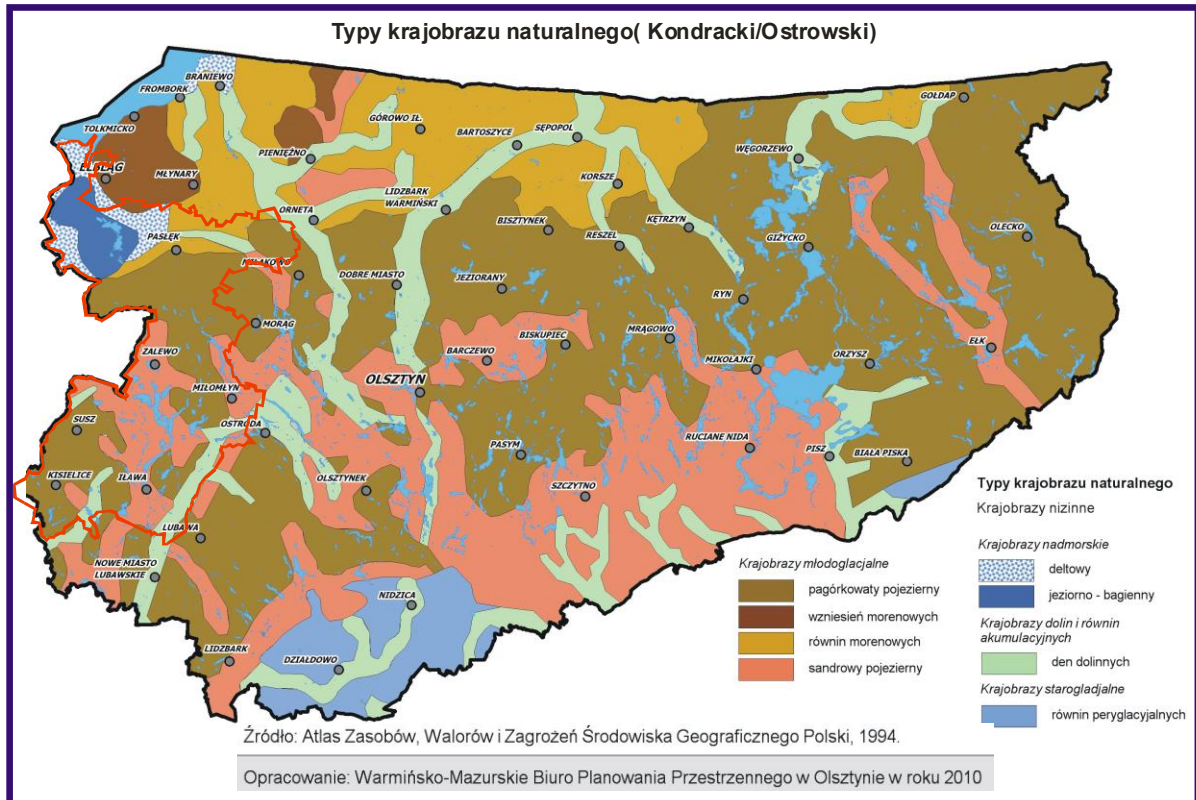 Typy krajobrazu naturalnego( Kondracki/Ostrowski)
BRANIEWO
FROMBORK
GOŁDAP
TOLKMICKO
GÓROWO IŁ.
SĘPOPOL
BARTOSZYCE
PIENIĘŻNO
WĘGORZEWO
MŁYNARY
KORSZE
LIDZBARK
WARMIŃSKI
ORNETA
BISZTYNEK
KĘTRZYN
OLECKO
PASŁĘK
RESZEL
GIŻYCKO
DOBRE MIASTO
JEZIORANY
RYN
MORĄG
ZALEWO
BISKUPIEC
MRĄGOWO
BARCZEWO
MIKOŁAJKI
ORZYSZ
EŁK
MIŁOMŁYN
OLSZTYN
SUSZ
OSTRÓDA
PASYM
RUCIANE NIDA
PISZ
BIAŁA PISKA
KISIELICE
IŁAWA
OLSZTYNEK
SZCZYTNO
LUBAWA
NOWE MIASTO
LUBAWSKIE
NIDZICA
LIDZBARK
DZIAŁDOWO
Krajobrazy młodoglacjalne
pagórkowaty pojezierny
wzniesień morenowych
równin morenowych
sandrowy pojezierny
Typy krajobrazu naturalnego
Krajobrazy nizinne
Krajobrazy nadmorskie
deltowy
jeziorno - bagienny
Krajobrazy dolin i równin
akumulacyjnych
den dolinnych
Krajobrazy starogladjalne
równin peryglacyjalnych
Źródło: Atlas Zasobów, Walorów i Zagrożeń Środowiska Geograficznego Polski, 1994.
Opracowanie: Warmińsko-Mazurskie Biuro Planowania Przestrzennego w Olsztynie w roku 2010